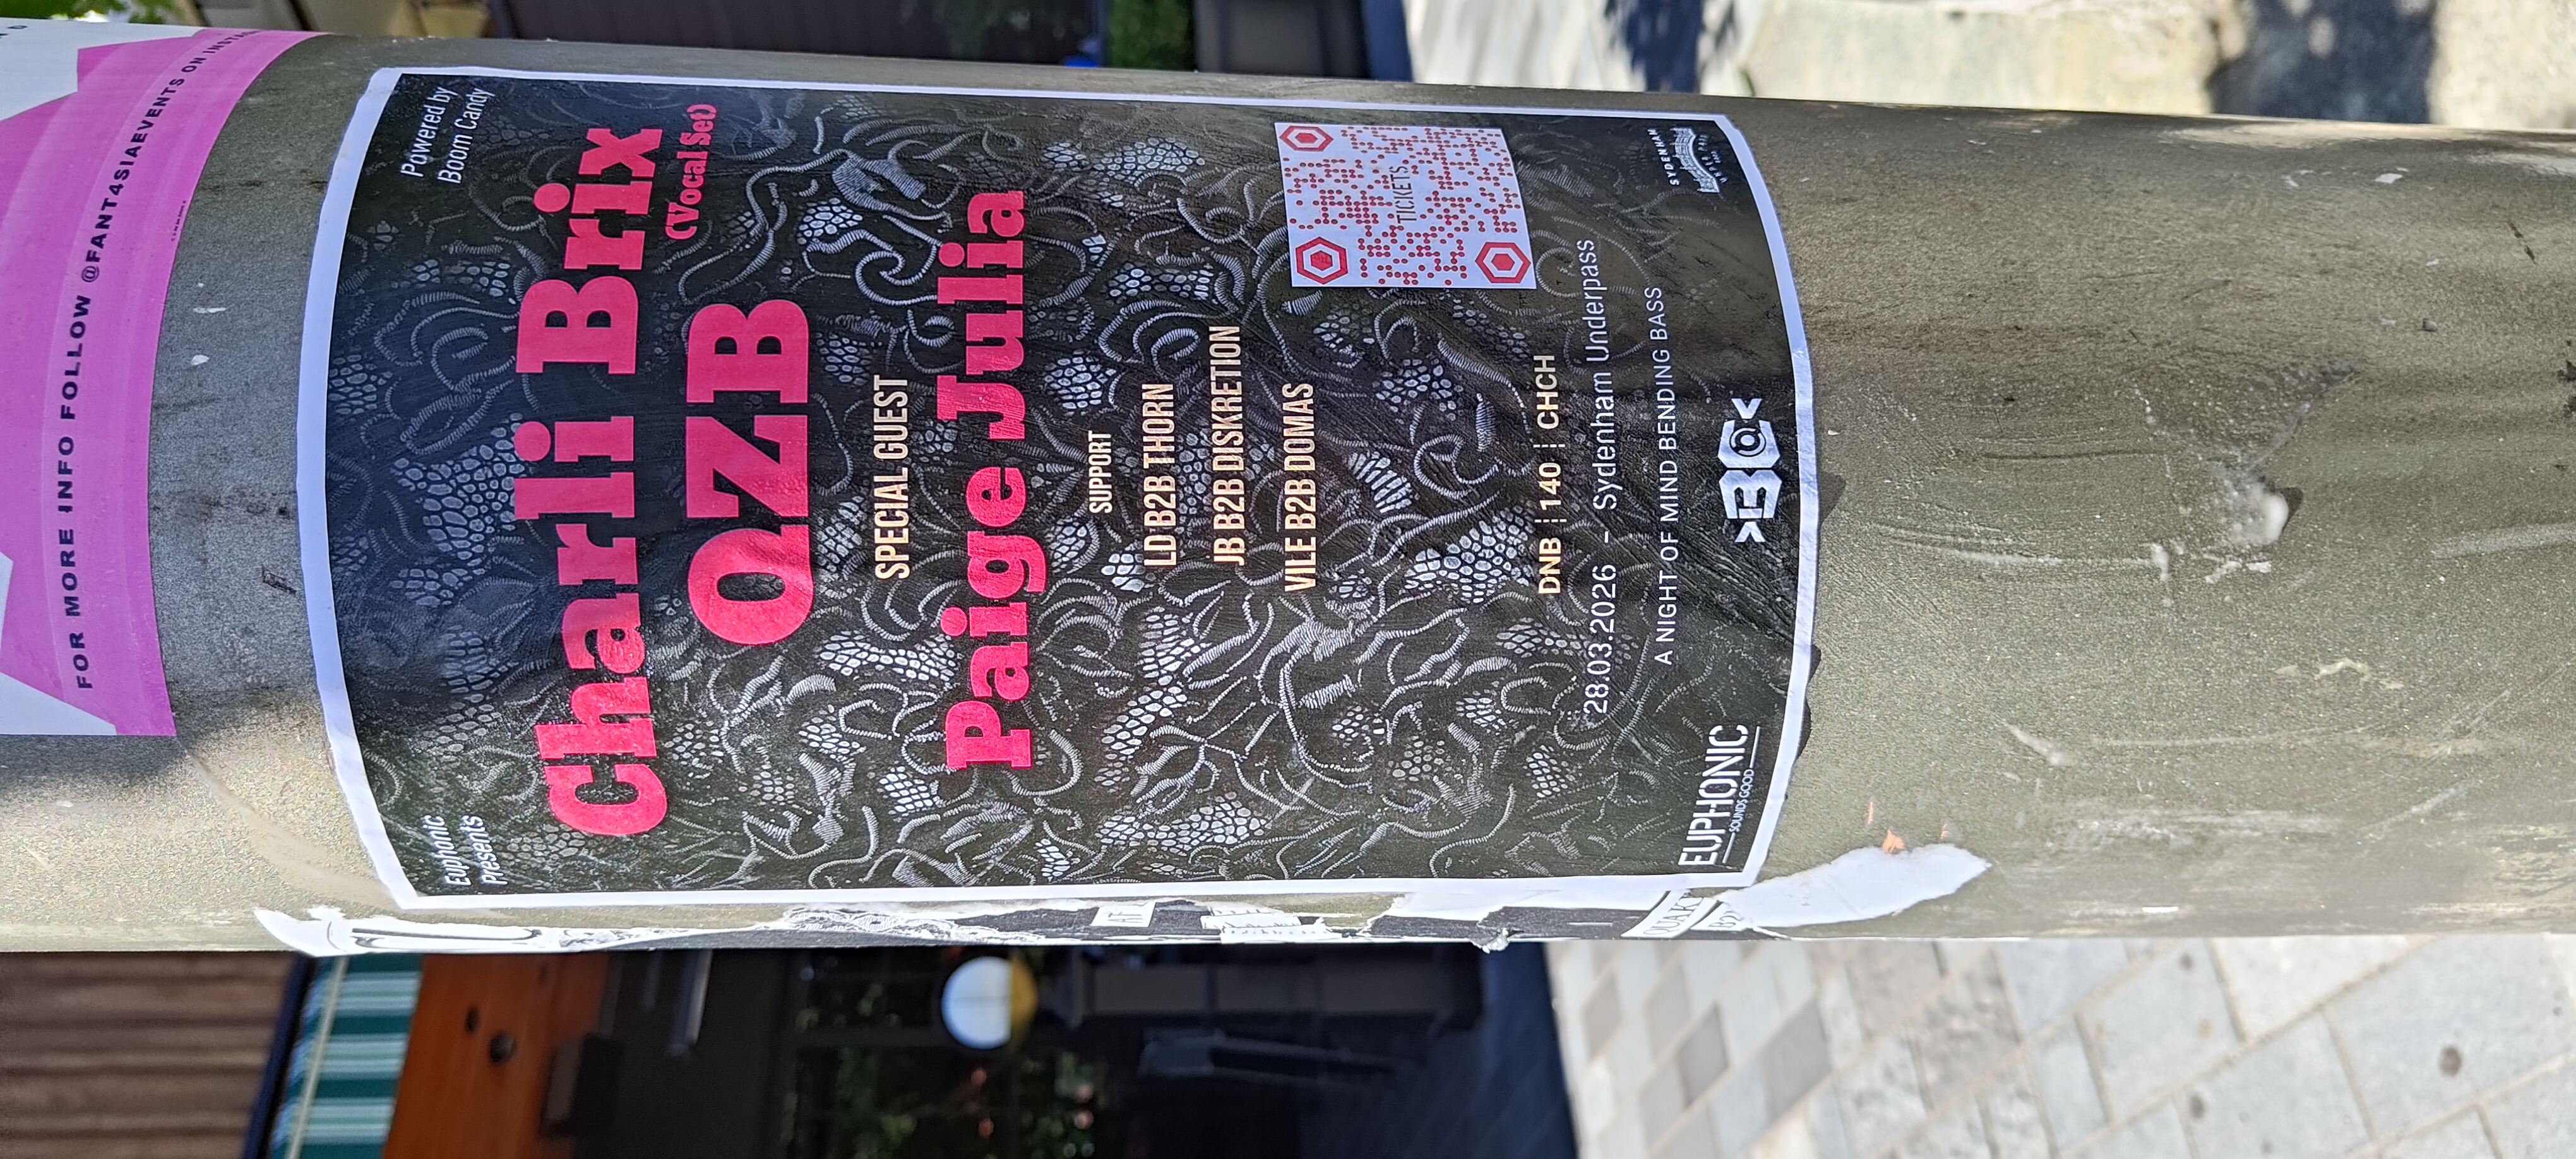 FOR MORE INFO FOLLOW @FANT4SIAEVENTS ON
Euphonic
Presents
Powered by
Boom Candy
Charli Brix
(Vocal Set)
QZB
SPECIAL GUEST
Paige Julia
SUPPORT
LD B2B THORN
JB B2B DISKRETION
VILE B2B DOMAS
TICKETS
DNB | 140 | CHCH
28.03.2026 - Sydenham Underpass
A NIGHT OF MIND BENDING BASS
EUPHONIC
SOUNDS GOOD
SYDENHAM